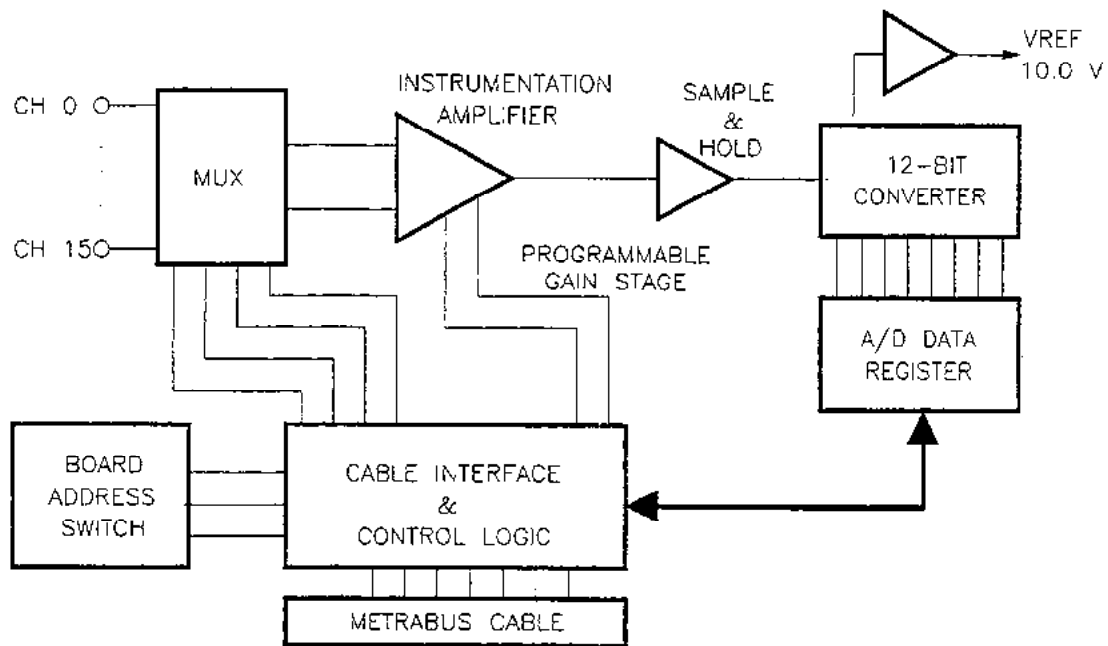 VREF
10.0 V
INSTRUMENTATION
AMPLIFIER
SAMPLE
&
HOLD
CH 0
MUX
12-BIT
CONVERTER
CH 15
PROGRAMMABLE
GAIN STAGE
A/D DATA
REGISTER
BOARD
ADDRESS
SWITCH
CABLE INTERFACE
&
CONTROL LOGIC
METRABUS CABLE